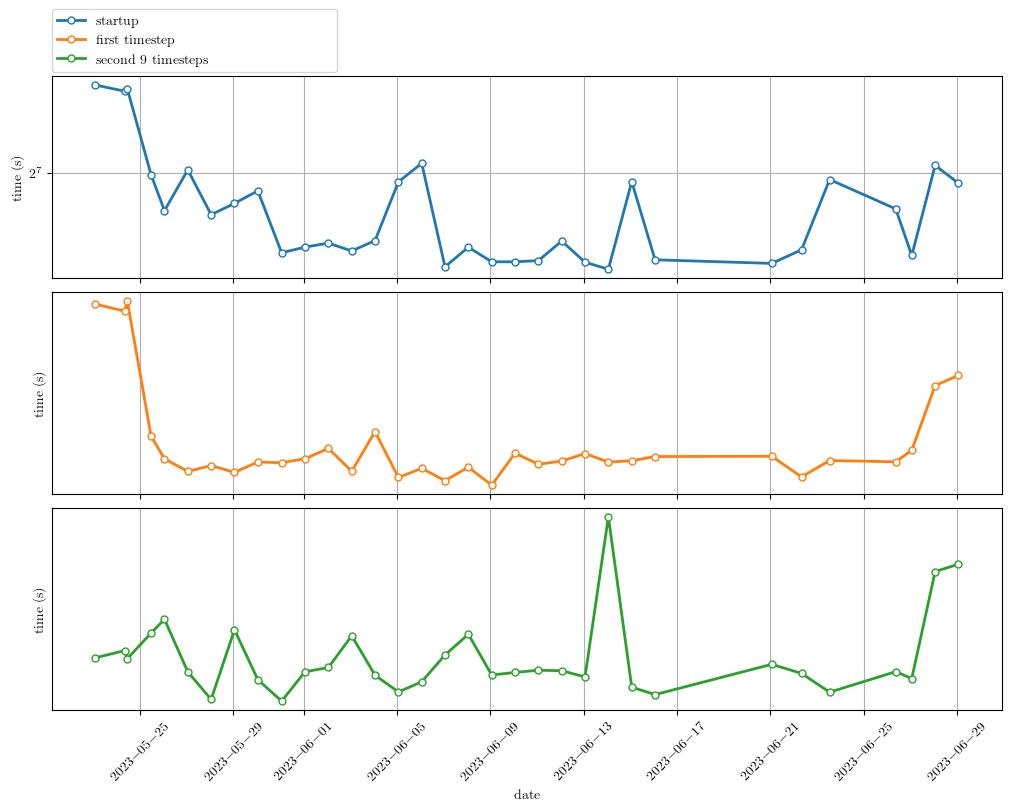 startup
first timestep
second 9 timesteps
time (s)
2⁷
time (s)
time (s)
2023−05−25
2023−05−29
2023−06−01
2023−06−05
2023−06−09
2023−06−13
2023−06−17
2023−06−21
2023−06−25
2023−06−29
date